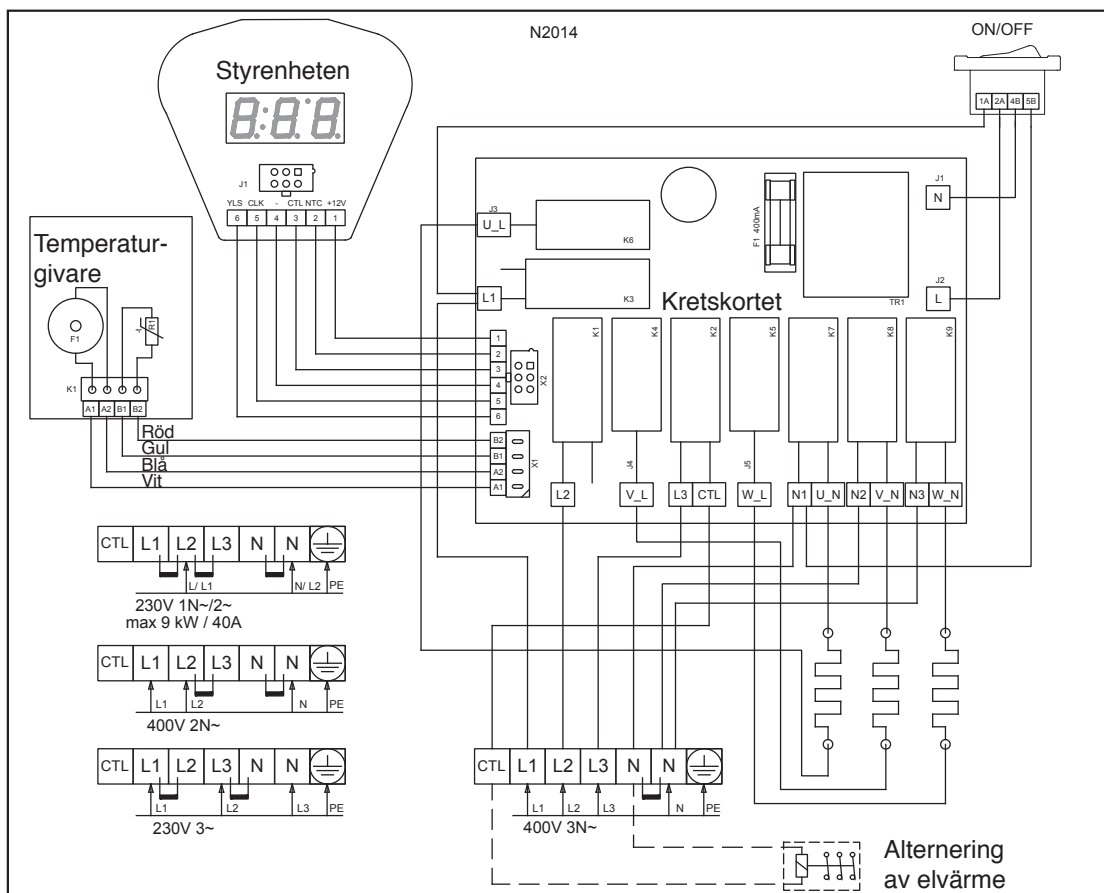 N2014
ON/OFF
Styrenheten
8:8.8
J1
YLS CLK - CTL NTC +12V
6 5 4 3 2 1
1A 2A 4B 5B
Temperatur-
givare
F1
R1
K1
A1 A2 B1 B2
Röd
Gul
Blå
Vit
J3
U_L
K6
L1
K3
F1 400mA
TR1
J1
N
J2
L
Kretskortet
1
2
3
4
5
6
X2
B2
B1
A2
A1
X1
K1 K4 K2 K5 K7 K8 K9
J4 J5
L2 V_L L3 CTL W_L N1 U_N N2 V_N N3 W_N
CTL L1 L2 L3 N N
L/ L1 N/ L2 PE
230V 1N~/2~
max 9 kW / 40A
CTL L1 L2 L3 N N
L1 L2 N PE
400V 2N~
CTL L1 L2 L3 N N
L1 L2 L3 PE
230V 3~
CTL L1 L2 L3 N N
L1 L2 L3 N PE
400V 3N~
Alternering
av elvärme